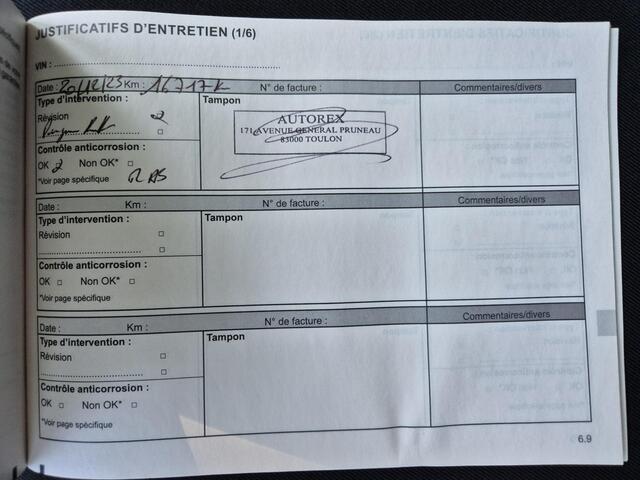 JUSTIFICATIFS D'ENTRETIEN (1/6)
VIN :
Date : 20/12/23 Km : 16717K N° de facture : Commentaires/divers
Type d'intervention : Tampon
Révision
AUTOREX
171 AVENUE GENERAL PRUNEAU
83000 TOULON
Contrôle anticorrosion :
OK Non OK*
*Voir page spécifique RAS
Date : Km : N° de facture : Commentaires/divers
Type d'intervention : Tampon
Révision □
□
Contrôle anticorrosion :
OK □ Non OK* □
*Voir page spécifique
Date : Km : N° de facture : Commentaires/divers
Type d'intervention : Tampon
Révision □
□
Contrôle anticorrosion :
OK □ Non OK* □
*Voir page spécifique
6.9